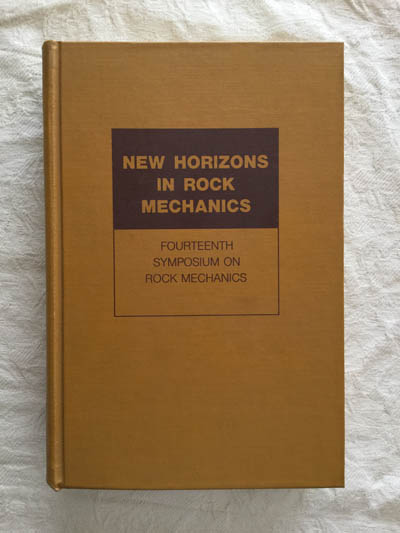 NEW HORIZONS
IN ROCK
MECHANICS
FOURTEENTH
SYMPOSIUM ON
ROCK MECHANICS